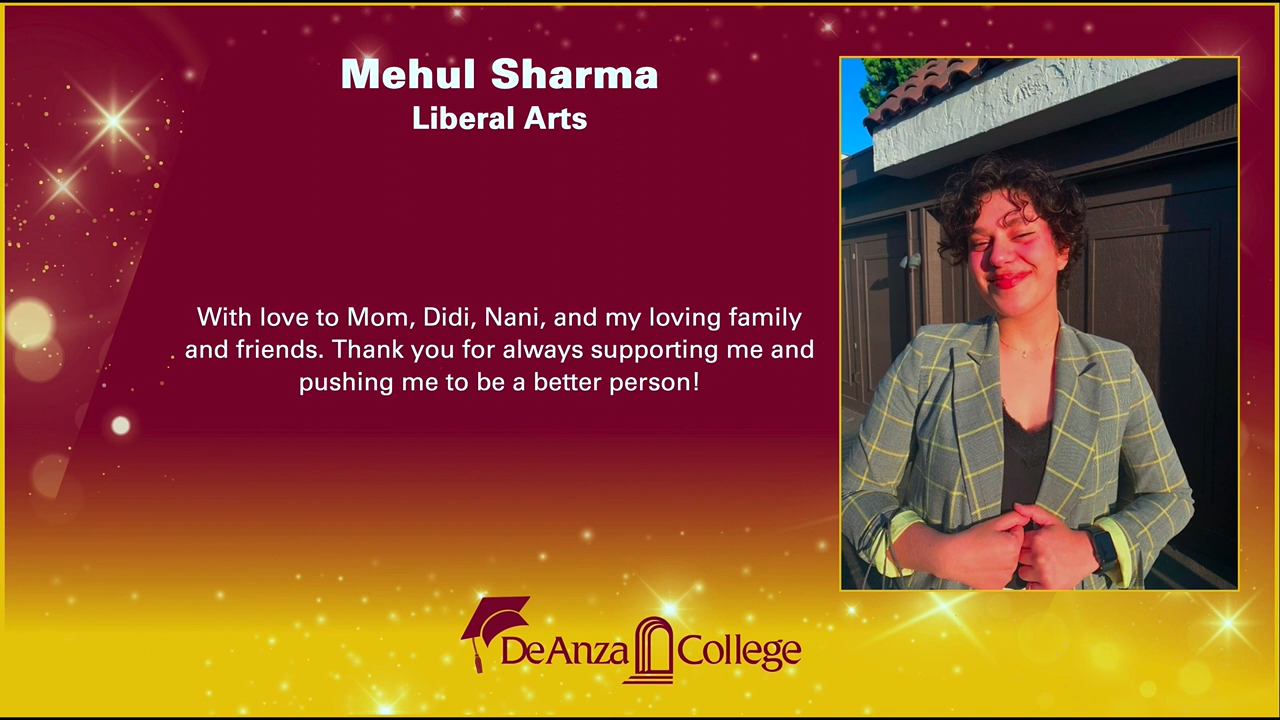 Mehul Sharma
Liberal Arts
With love to Mom, Didi, Nani, and my loving family
and friends. Thank you for always supporting me and
pushing me to be a better person!
DeAnza College